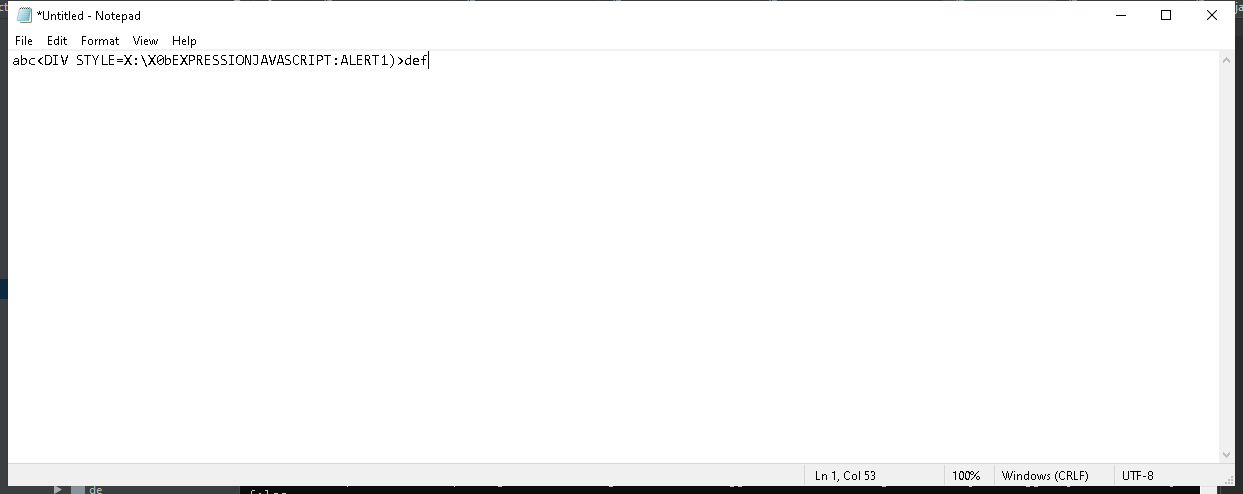 *Untitled - Notepad
File Edit Format View Help
abc<DIV STYLE=X:\X0bEXPRESSIONJAVASCRIPT:ALERT1)>def
Ln 1, Col 53 100% Windows (CRLF) UTF-8
de